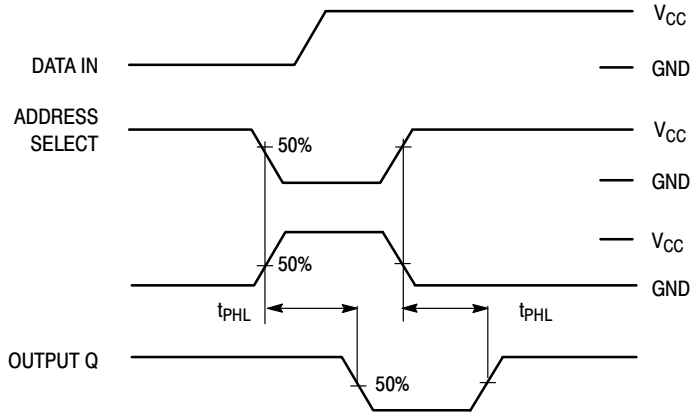 V_CC
DATA IN
GND
ADDRESS
SELECT
50%
V_CC
GND
V_CC
50%
GND
t_PHL
t_PHL
OUTPUT Q
50%